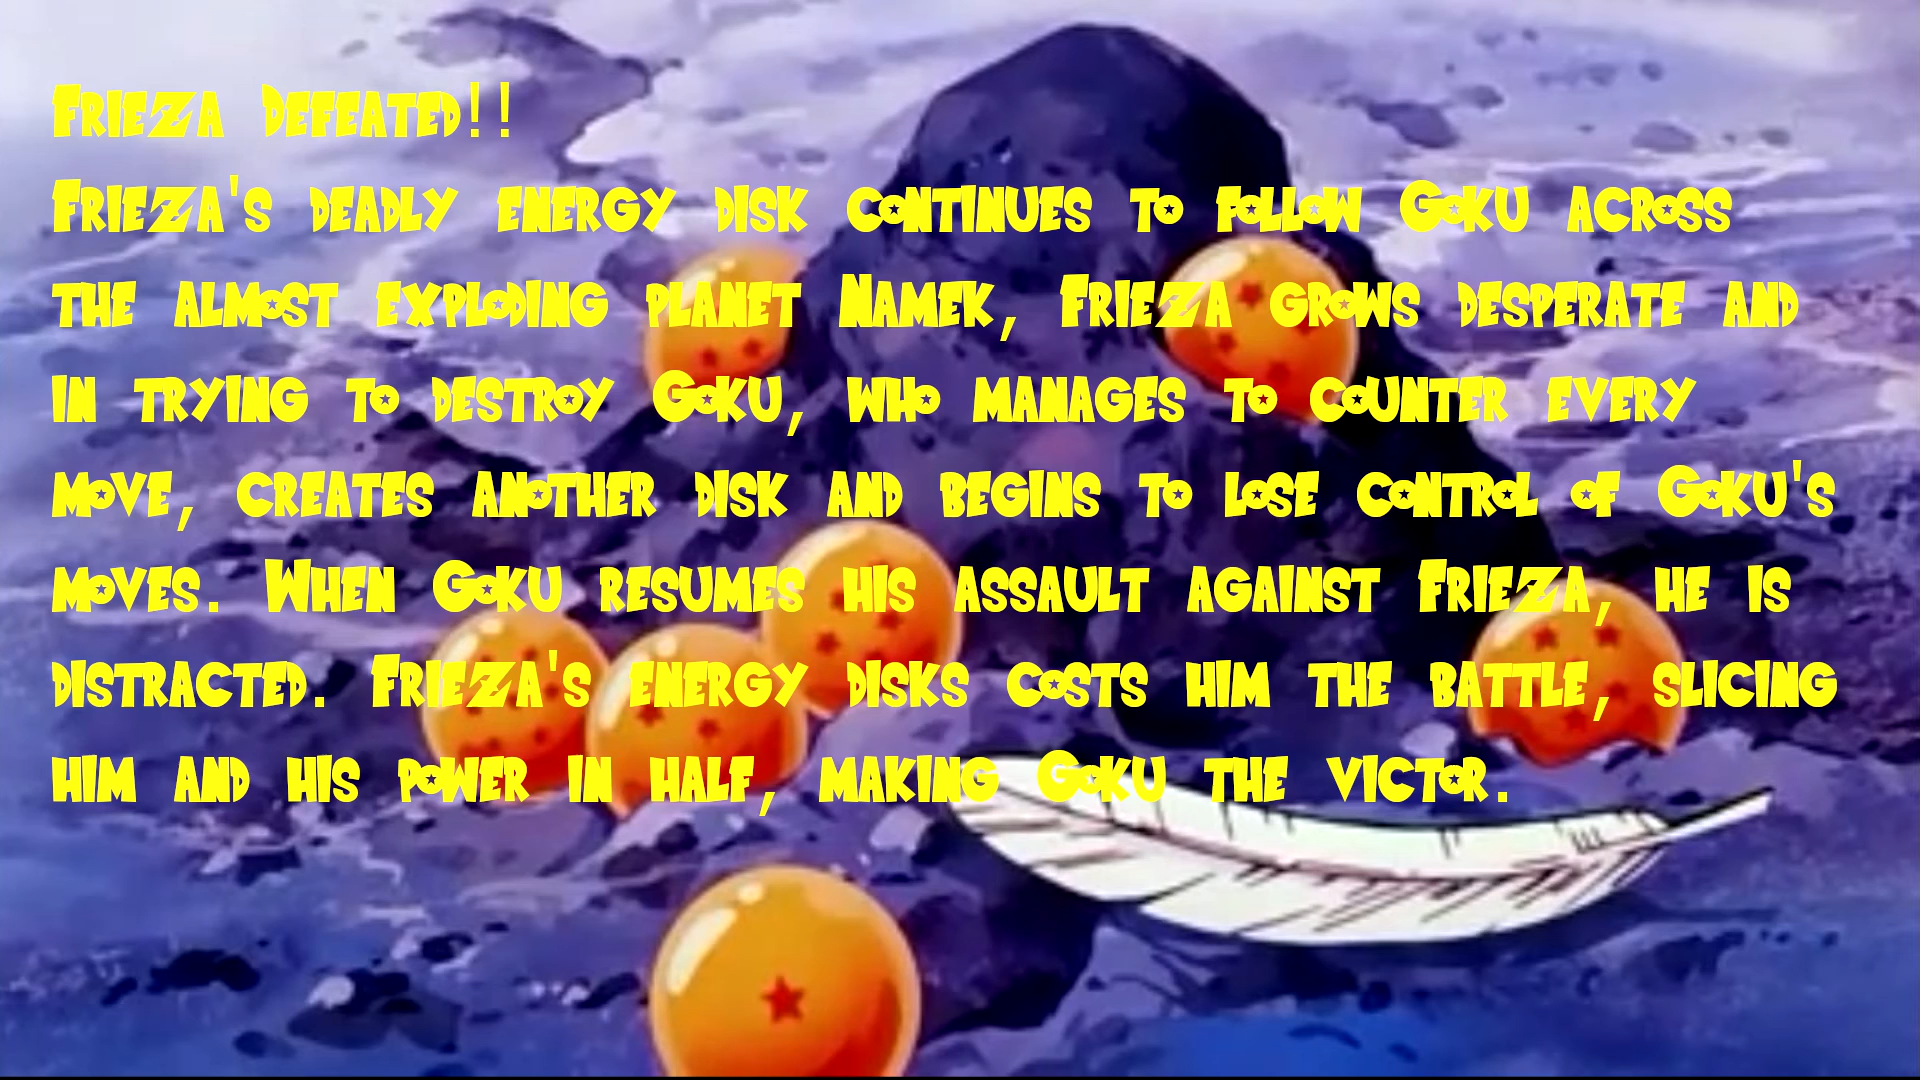 Frieza Defeated!!
Frieza's deadly energy disk continues to follow Goku across
the almost exploding planet Namek, Frieza grows desperate and
in trying to destroy Goku, who manages to counter every
move, creates another disk and begins to lose control of Goku's
moves. When Goku resumes his assault against Frieza, he is
distracted. Frieza's energy disks costs him the battle, slicing
him and his power in half, making Goku the victor.